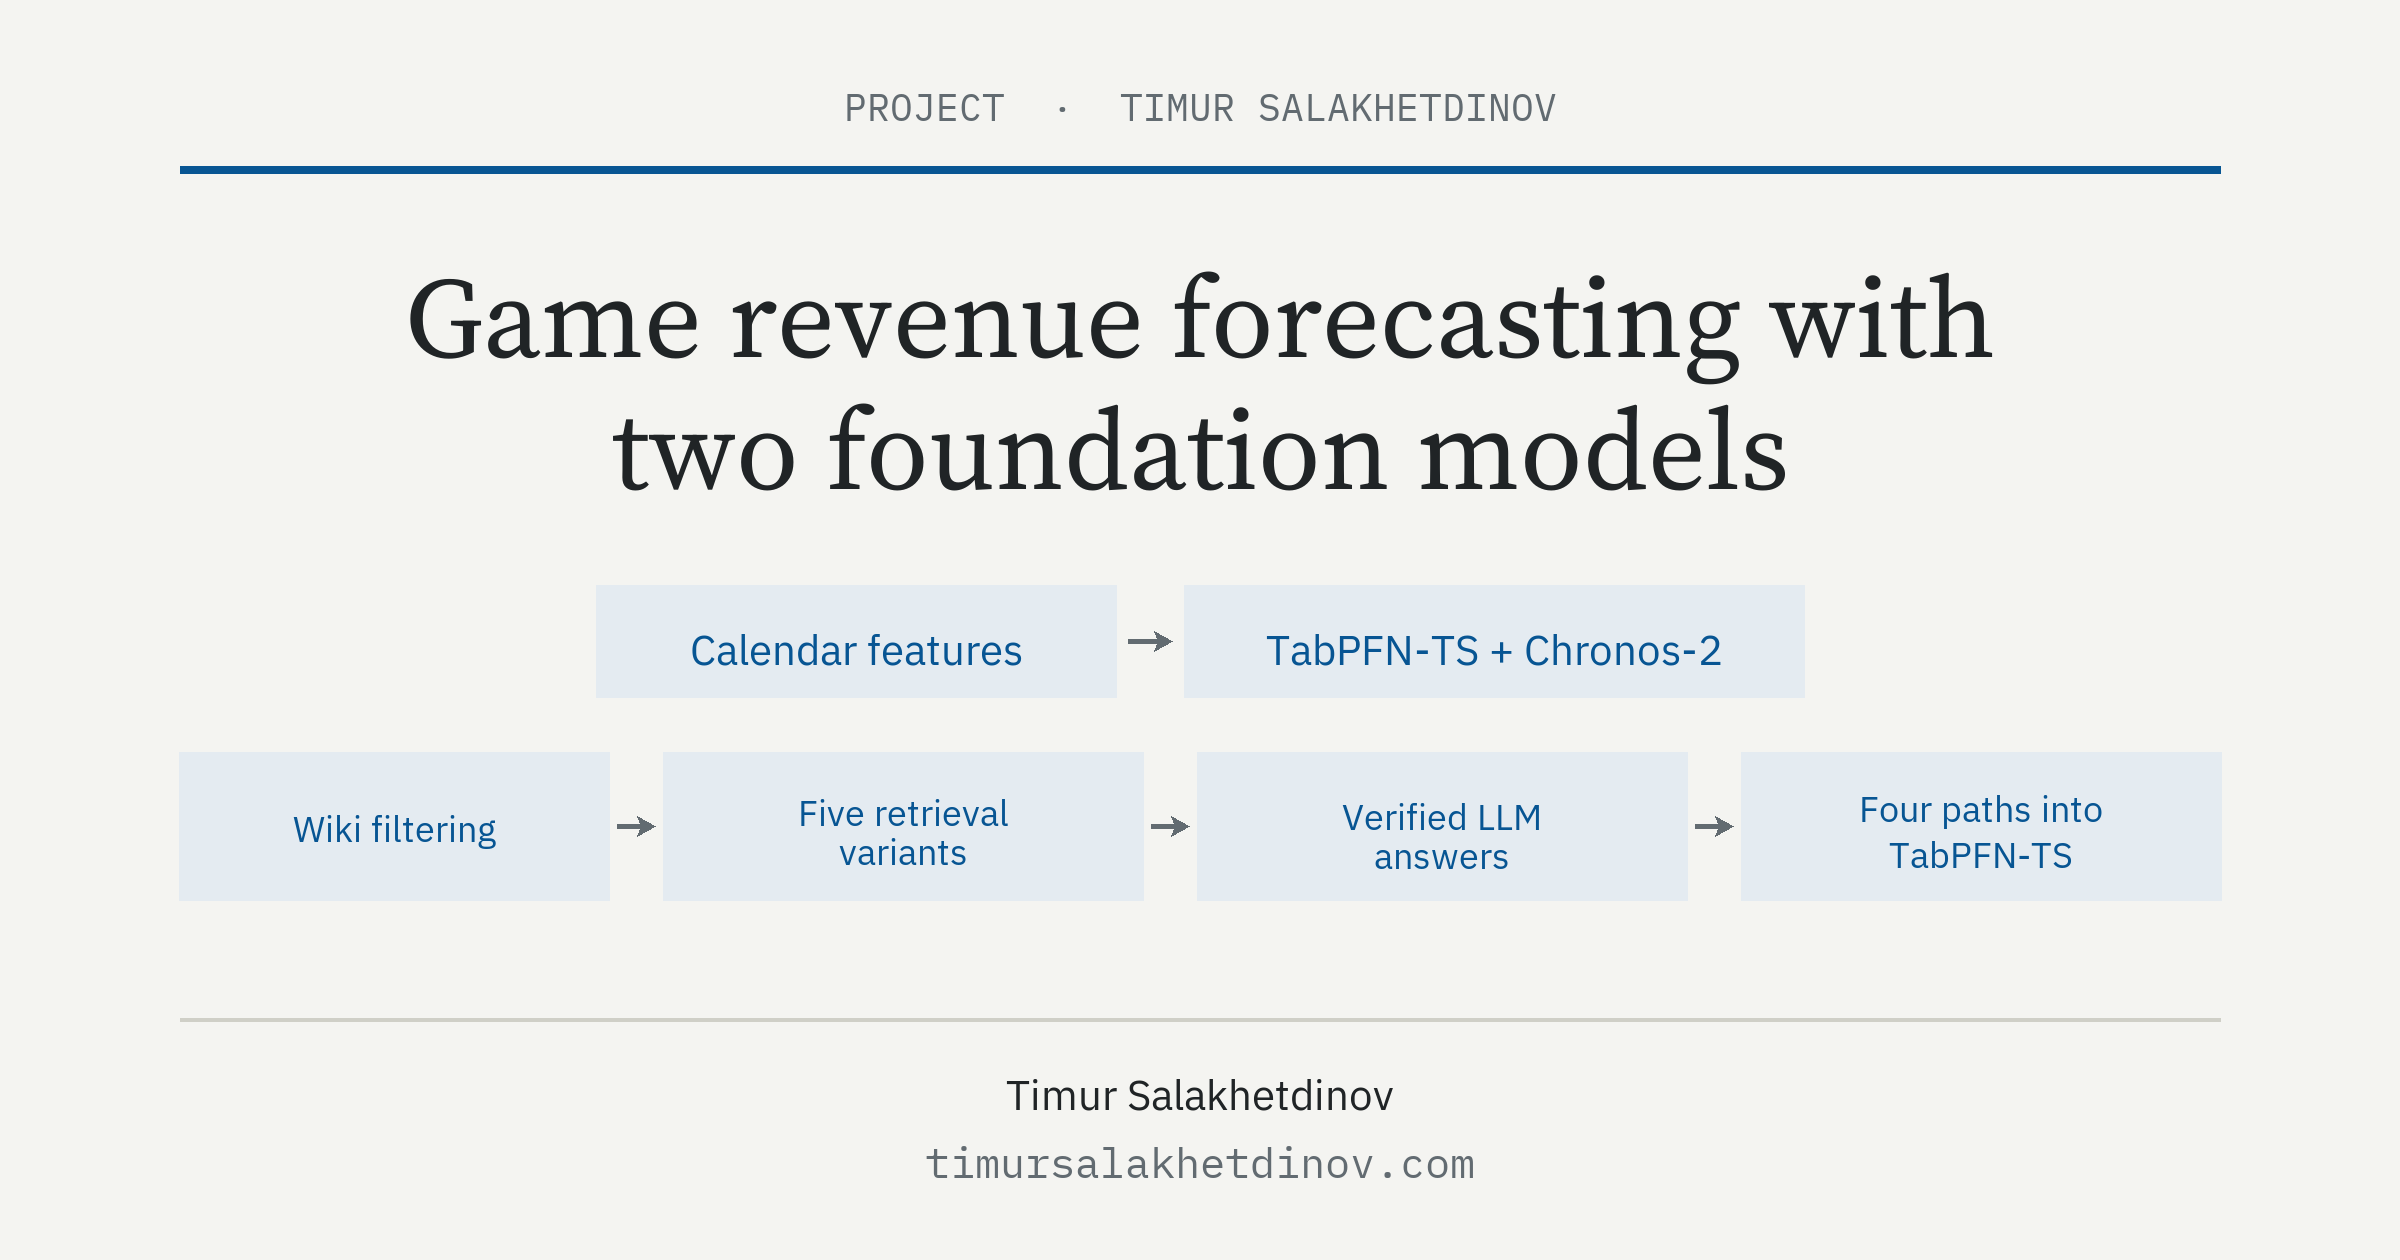 PROJECT · TIMUR SALAKHETDINOV
Game revenue forecasting with
two foundation models
Calendar features
TabPFN-TS + Chronos-2
Wiki filtering
Five retrieval
variants
Verified LLM
answers
Four paths into
TabPFN-TS
Timur Salakhetdinov
timursalakhetdinov.com